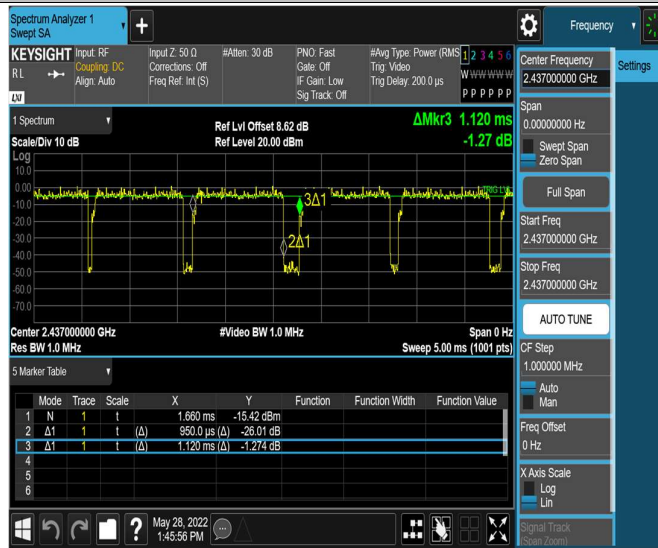 Spectrum Analyzer 1
Swept SA
Frequency
KEYSIGHT
RL
LXI
Input: RF
Coupling: DC
Align: Auto
Input Z: 50 Ω
Corrections: Off
Freq Ref: Int (S)
#Atten: 30 dB
PNO: Fast
Gate: Off
IF Gain: Low
Sig Track: Off
#Avg Type: Power (RMS
Trig: Video
Trig Delay: 200.0 µs
1 2 3 4 5 6
W W W W W W
P P P P P P
Center Frequency
2.437000000 GHz
Settings
Span
0.00000000 Hz
Swept Span
Zero Span
Full Span
Start Freq
2.437000000 GHz
Stop Freq
2.437000000 GHz
AUTO TUNE
CF Step
1.000000 MHz
Auto
Man
Freq Offset
0 Hz
X Axis Scale
Log
Lin
Signal Track
(Span Zoom)
1 Spectrum
Scale/Div 10 dB
Ref Lvl Offset 8.62 dB
Ref Level 20.00 dBm
ΔMkr3 1.120 ms
-1.27 dB
Log
10.0
0.00
-10.0
-20.0
-30.0
-40.0
-50.0
-60.0
-70.0
1
3Δ1
2Δ1
TRIG LVL
Center 2.437000000 GHz
Res BW 1.0 MHz
#Video BW 1.0 MHz
Span 0 Hz
Sweep 5.00 ms (1001 pts)
5 Marker Table
Mode Trace Scale X Y Function Function Width Function Value
1 N 1 t 1.660 ms -15.42 dBm
2 Δ1 1 t (Δ) 950.0 µs (Δ) -26.01 dB
3 Δ1 1 t (Δ) 1.120 ms (Δ) -1.274 dB
4
5
6
May 28, 2022
1:45:56 PM